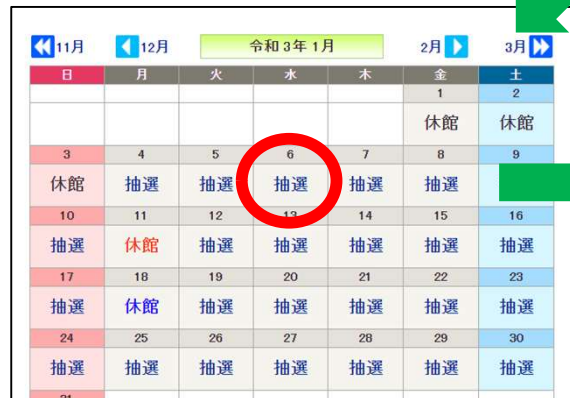 11月 12月 令和3年1月 2月 3月
日 月 火 水 木 金 土
1 2
休館 休館
3 4 5 6 7 8 9
休館 抽選 抽選 抽選 抽選 抽選
10 11 12 13 14 15 16
抽選 休館 抽選 抽選 抽選 抽選 抽選
17 18 19 20 21 22 23
抽選 休館 抽選 抽選 抽選 抽選 抽選
24 25 26 27 28 29 30
抽選 抽選 抽選 抽選 抽選 抽選 抽選
31